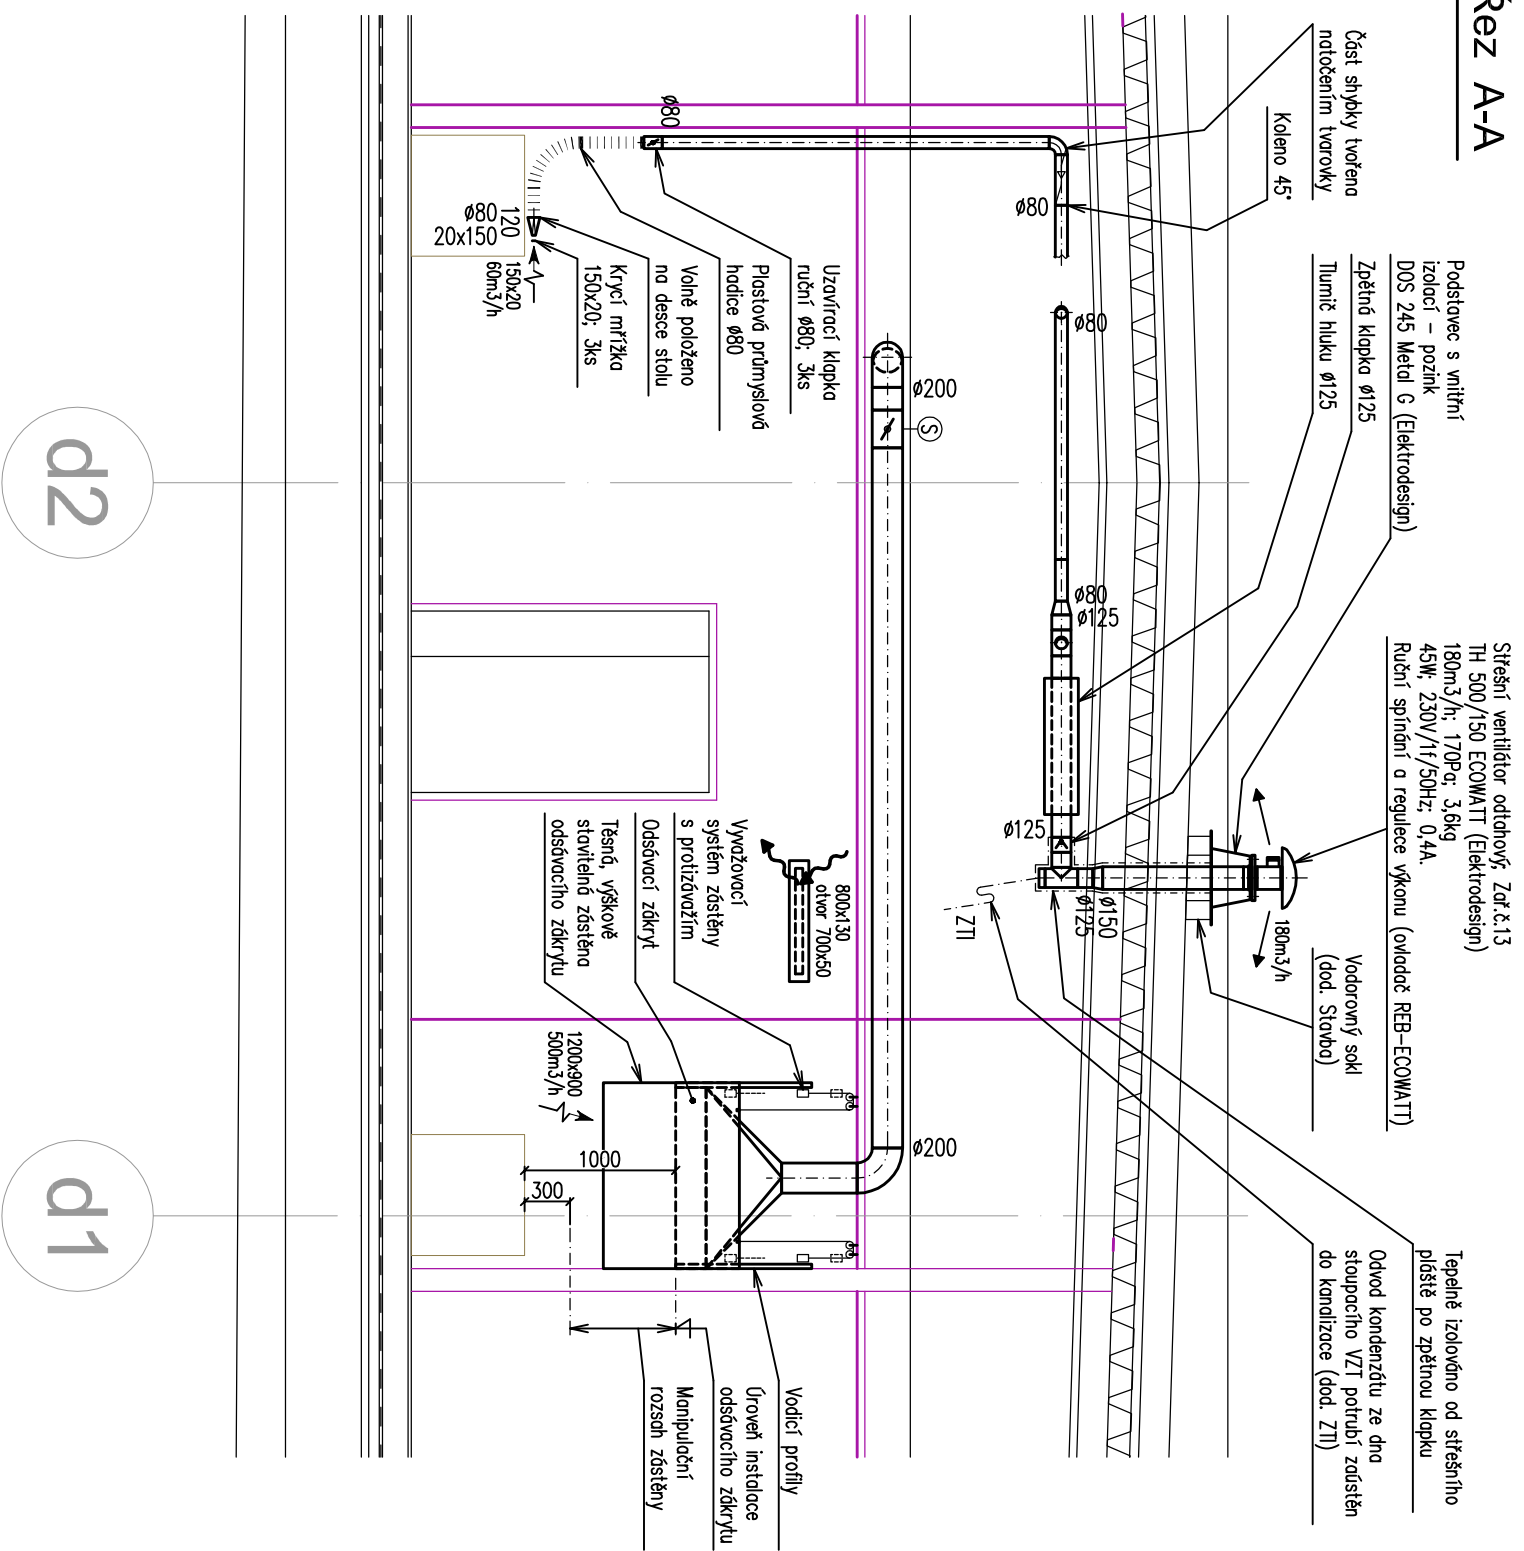 Řez A-A
Část shybky tvořena
natočením tvarovky
Koleno 45°
Podstavec s vnitřní
izolací - pozink
DOS 245 Metal G (Elektrodesign)
Zpětná klapka ø125
Tlumič hluku ø125
Střešní ventilátor odtahový, Zař.č.13
TH 500/150 ECOWATT (Elektrodesign)
180m3/h; 170Pa; 3,6kg
45W; 230V/1f/50Hz; 0,4A.
Ruční spínání a regulece výkonu (ovladač REB-ECOWATT)
Vodorovný sokl
(dod. Stavba)
Tepelně izolováno od střešního
pláště po zpětnou klapku
Odvod kondenzátu ze dna
stoupacího VZT potrubí zaústěn
do kanalizace (dod. ZTI)
180m3/h
ø80
ø80
ø80
ø125
ø125
ø150
ø125
ZTI
ø80
ø200
S
ø200
Uzavírací klapka
ruční ø80; 3ks
Plastová průmyslová
hadice ø80
Volně položeno
na desce stolu
Krycí mřížka
150x20; 3ks
120
ø80
20x150
150x20
60m3/h
800x130
otvor 700x50
Vyvažovací
systém zástěny
s protizávažím
Odsávací zákryt
Těsná, výškově
stavitelná zástěna
odsávacího zákrytu
1200x900
500m3/h
1000
300
Vodicí profily
Úroveň instalace
odsávacího zákrytu
Manipulační
rozsah zástěny
d2
d1